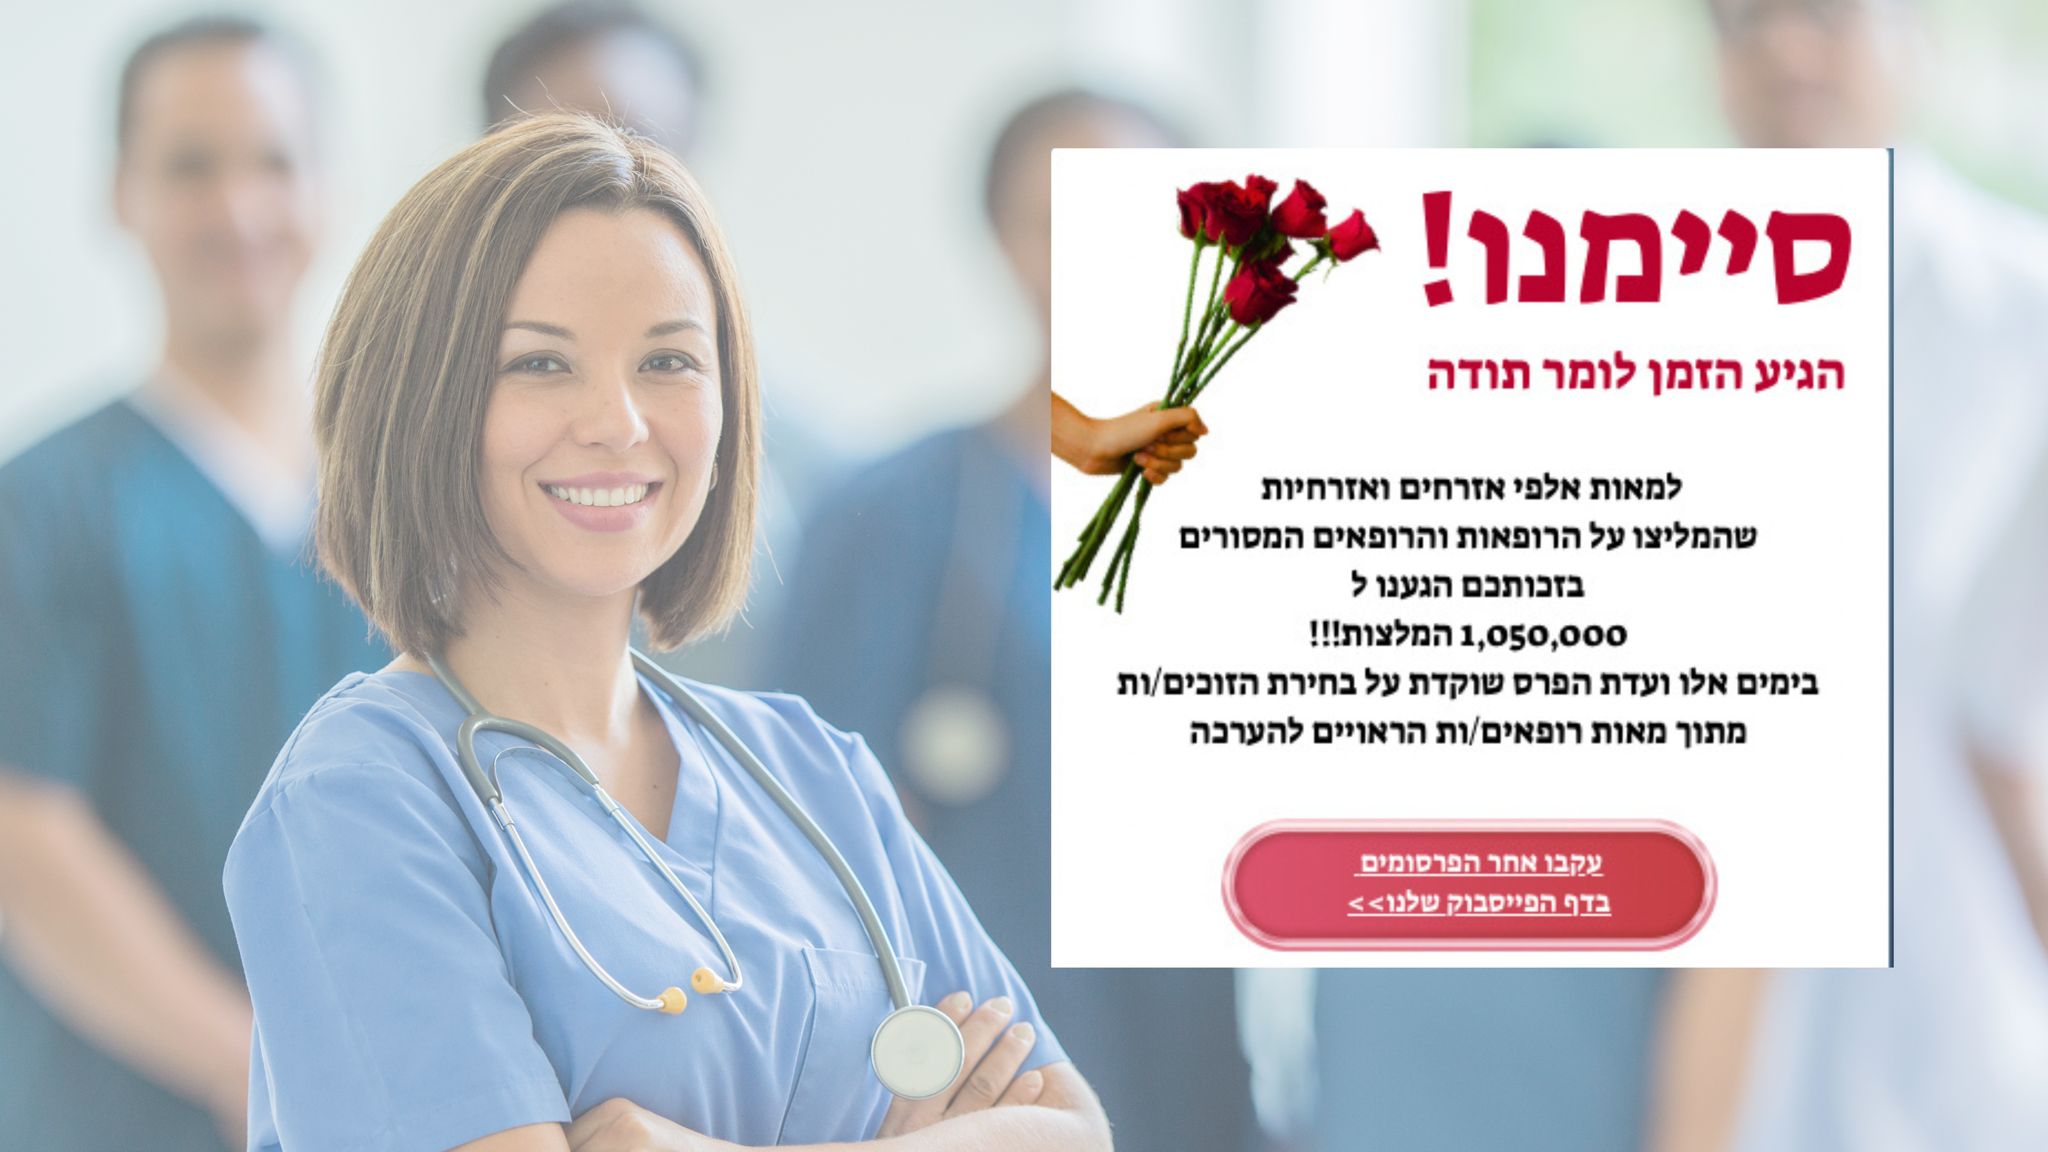 סיימנו!
הגיע הזמן לומר תודה
למאות אלפי אזרחים ואזרחיות
שהמליצו על הרופאות והרופאים המסורים
בזכותכם הגענו ל
1,050,000 המלצות!!!
בימים אלו ועדת הפרס שוקדת על בחירת הזוכים/ות
מתוך מאות רופאים/ות הראויים להערכה
עקבו אחר הפרסומים
בדף הפייסבוק שלנו>>